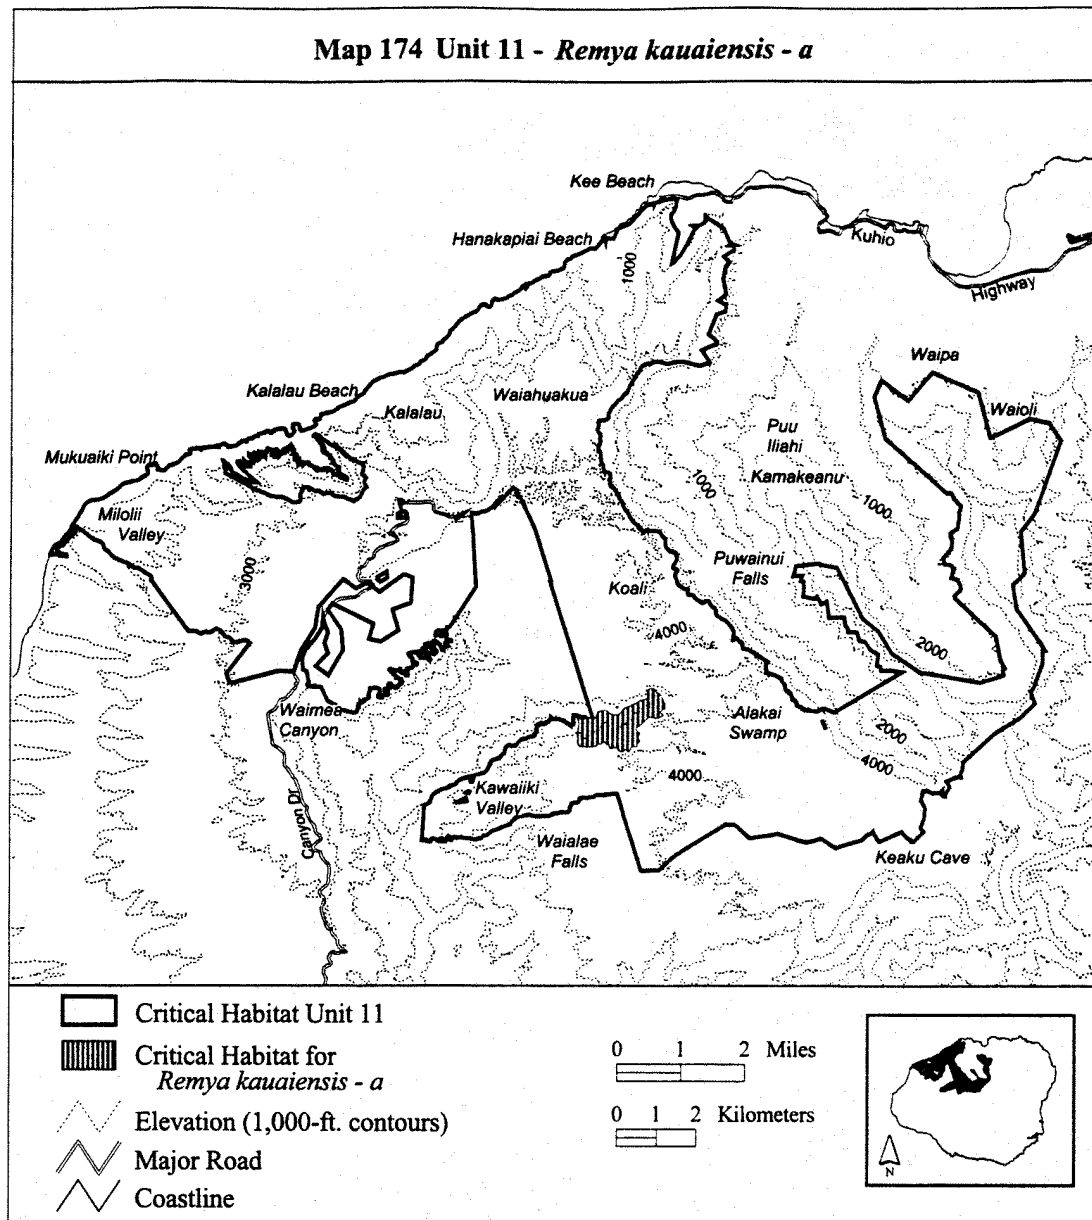 Map 174 Unit 11 - Remya kauaiensis - a
Kee Beach
Hanakapiai Beach
Kuhio
Highway
1000
Waipa
Kalalau Beach
Waiahuakua
Kalalau
Waioli
Puu
Iliahi
Mukuaiki Point
Kamakeanu
1000
1000
Milolii
Valley
Puwainui
Falls
3000
Koali
4000
2000
Waimea
Canyon
Alakai
Swamp
2000
4000
4000
Kawaiiki
Valley
Canyon Dr.
Waialae
Falls
Keaku Cave
Critical Habitat Unit 11
Critical Habitat for
Remya kauaiensis - a
Elevation (1,000-ft. contours)
Major Road
Coastline
0 1 2 Miles
0 1 2 Kilometers
N